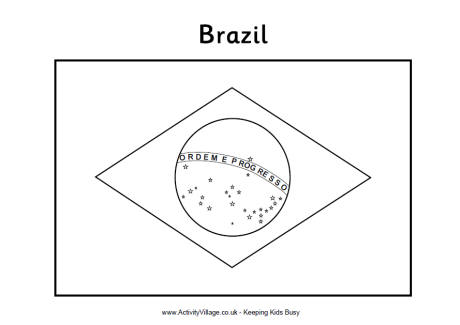 Brazil
ORDEM E PROGRESSO
www.ActivityVillage.co.uk - Keeping Kids Busy